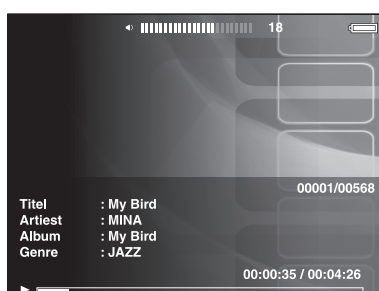 18
00001/00568
Titel : My Bird
Artiest : MINA
Album : My Bird
Genre : JAZZ
00:00:35 / 00:04:26